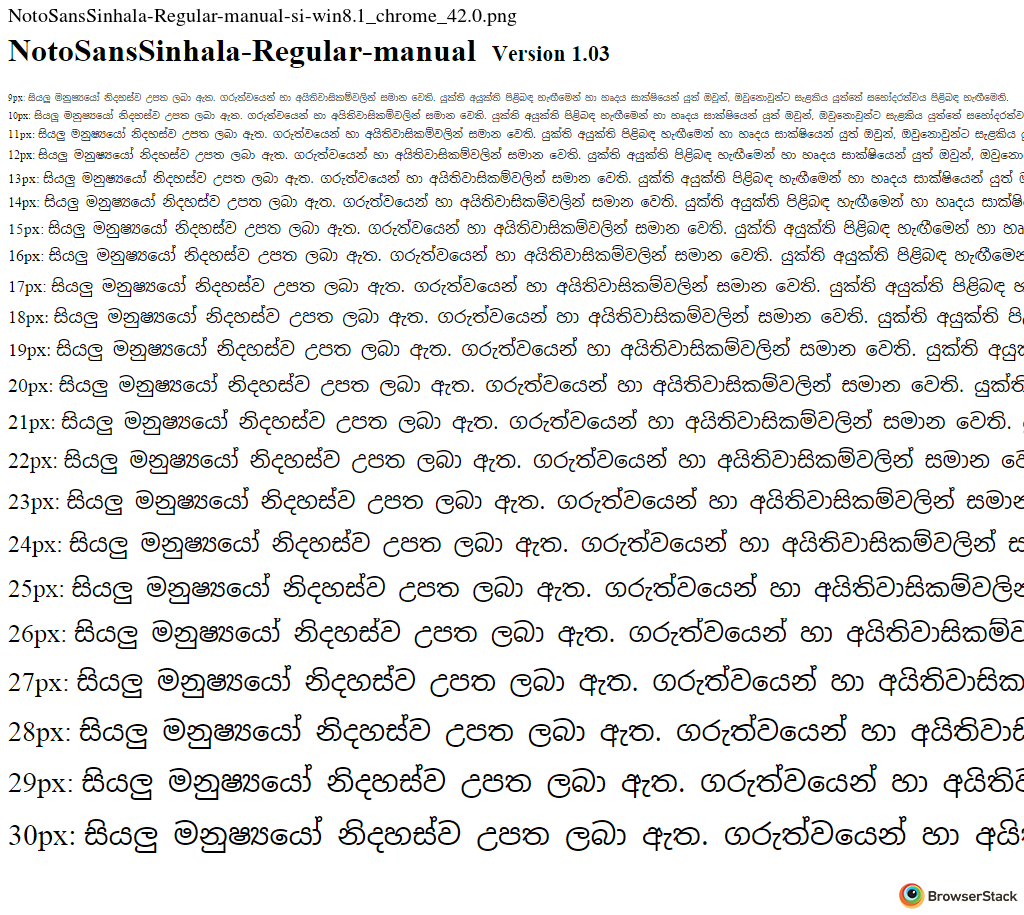 NotoSansSinhala-Regular-manual-si-win8.1_chrome_42.0.png
NotoSansSinhala-Regular-manual Version 1.03
9px: සියලු මනුෂ්‍යයෝ නිදහස්ව උපත ලබා ඇත. ගරුත්වයෙන් හා අයිතිවාසිකම්වලින් සමාන වෙති. යුක්ති අයුක්ති පිළිබඳ හැඟීමෙන් හා හෘදය සාක්ෂියෙන් යුත් ඔවුන්, ඔවුනොවුන්ට සැළකිය යුත්තේ සහෝදරත්වය පිළිබඳ හැඟීමෙනි.
10px: සියලු මනුෂ්‍යයෝ නිදහස්ව උපත ලබා ඇත. ගරුත්වයෙන් හා අයිතිවාසිකම්වලින් සමාන වෙති. යුක්ති අයුක්ති පිළිබඳ හැඟීමෙන් හා හෘදය සාක්ෂියෙන් යුත් ඔවුන්, ඔවුනොවුන්ට සැළකිය යුත්තේ සහෝදරත්ව
11px: සියලු මනුෂ්‍යයෝ නිදහස්ව උපත ලබා ඇත. ගරුත්වයෙන් හා අයිතිවාසිකම්වලින් සමාන වෙති. යුක්ති අයුක්ති පිළිබඳ හැඟීමෙන් හා හෘදය සාක්ෂියෙන් යුත් ඔවුන්, ඔවුනොවුන්ට සැළකිය
12px: සියලු මනුෂ්‍යයෝ නිදහස්ව උපත ලබා ඇත. ගරුත්වයෙන් හා අයිතිවාසිකම්වලින් සමාන වෙති. යුක්ති අයුක්ති පිළිබඳ හැඟීමෙන් හා හෘදය සාක්ෂියෙන් යුත් ඔවුන්, ඔවුනො
13px: සියලු මනුෂ්‍යයෝ නිදහස්ව උපත ලබා ඇත. ගරුත්වයෙන් හා අයිතිවාසිකම්වලින් සමාන වෙති. යුක්ති අයුක්ති පිළිබඳ හැඟීමෙන් හා හෘදය සාක්ෂියෙන් යුත්
14px: සියලු මනුෂ්‍යයෝ නිදහස්ව උපත ලබා ඇත. ගරුත්වයෙන් හා අයිතිවාසිකම්වලින් සමාන වෙති. යුක්ති අයුක්ති පිළිබඳ හැඟීමෙන් හා හෘදය සාක්ෂි
15px: සියලු මනුෂ්‍යයෝ නිදහස්ව උපත ලබා ඇත. ගරුත්වයෙන් හා අයිතිවාසිකම්වලින් සමාන වෙති. යුක්ති අයුක්ති පිළිබඳ හැඟීමෙන් හා හෘ
16px: සියලු මනුෂ්‍යයෝ නිදහස්ව උපත ලබා ඇත. ගරුත්වයෙන් හා අයිතිවාසිකම්වලින් සමාන වෙති. යුක්ති අයුක්ති පිළිබඳ හැඟීමෙන්
17px: සියලු මනුෂ්‍යයෝ නිදහස්ව උපත ලබා ඇත. ගරුත්වයෙන් හා අයිතිවාසිකම්වලින් සමාන වෙති. යුක්ති අයුක්ති පිළිබඳ හ
18px: සියලු මනුෂ්‍යයෝ නිදහස්ව උපත ලබා ඇත. ගරුත්වයෙන් හා අයිතිවාසිකම්වලින් සමාන වෙති. යුක්ති අයුක්ති පි
19px: සියලු මනුෂ්‍යයෝ නිදහස්ව උපත ලබා ඇත. ගරුත්වයෙන් හා අයිතිවාසිකම්වලින් සමාන වෙති. යුක්ති අයුක
20px: සියලු මනුෂ්‍යයෝ නිදහස්ව උපත ලබා ඇත. ගරුත්වයෙන් හා අයිතිවාසිකම්වලින් සමාන වෙති. යුක්ති
21px: සියලු මනුෂ්‍යයෝ නිදහස්ව උපත ලබා ඇත. ගරුත්වයෙන් හා අයිතිවාසිකම්වලින් සමාන වෙති.
22px: සියලු මනුෂ්‍යයෝ නිදහස්ව උපත ලබා ඇත. ගරුත්වයෙන් හා අයිතිවාසිකම්වලින් සමාන වෙ
23px: සියලු මනුෂ්‍යයෝ නිදහස්ව උපත ලබා ඇත. ගරුත්වයෙන් හා අයිතිවාසිකම්වලින් සමාන
24px: සියලු මනුෂ්‍යයෝ නිදහස්ව උපත ලබා ඇත. ගරුත්වයෙන් හා අයිතිවාසිකම්වලින් ස
25px: සියලු මනුෂ්‍යයෝ නිදහස්ව උපත ලබා ඇත. ගරුත්වයෙන් හා අයිතිවාසිකම්වලින්
26px: සියලු මනුෂ්‍යයෝ නිදහස්ව උපත ලබා ඇත. ගරුත්වයෙන් හා අයිතිවාසිකම්ව
27px: සියලු මනුෂ්‍යයෝ නිදහස්ව උපත ලබා ඇත. ගරුත්වයෙන් හා අයිතිවාසික
28px: සියලු මනුෂ්‍යයෝ නිදහස්ව උපත ලබා ඇත. ගරුත්වයෙන් හා අයිතිවාසි
29px: සියලු මනුෂ්‍යයෝ නිදහස්ව උපත ලබා ඇත. ගරුත්වයෙන් හා අයිතිව
30px: සියලු මනුෂ්‍යයෝ නිදහස්ව උපත ලබා ඇත. ගරුත්වයෙන් හා අයිති
BrowserStack